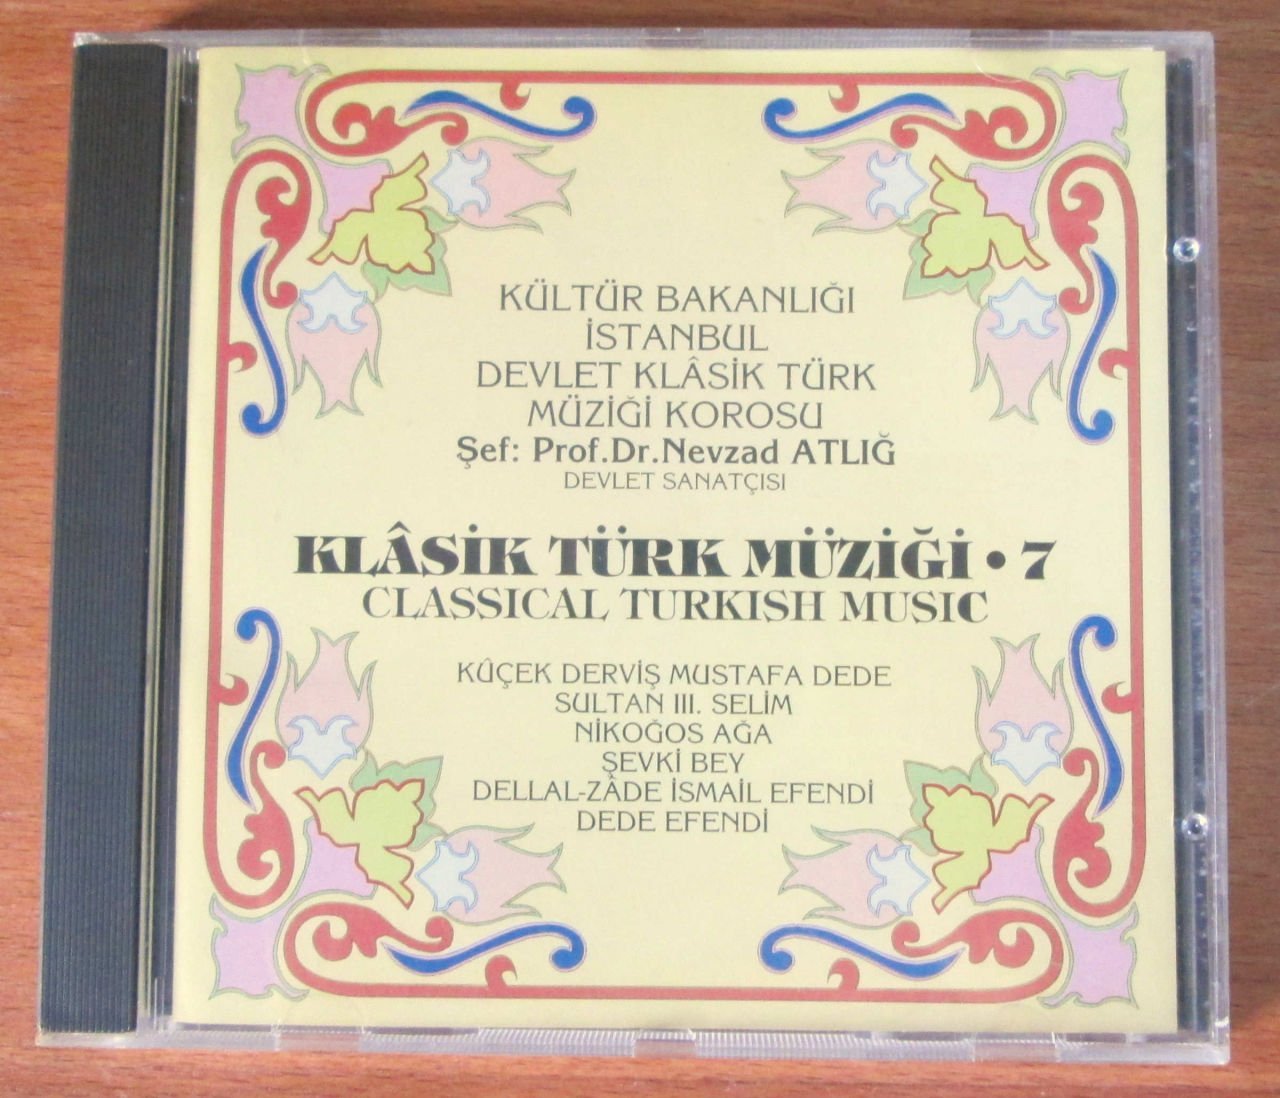 KÜLTÜR BAKANLIĞI
İSTANBUL
DEVLET KLÂSİK TÜRK
MÜZİĞİ KOROSU
Şef: Prof.Dr.Nevzad ATLIĞ
DEVLET SANATÇISI
KLÂSİK TÜRK MÜZİĞİ • 7
CLASSICAL TURKISH MUSIC
KÛÇEK DERVİŞ MUSTAFA DEDE
SULTAN III. SELİM
NİKOĞOS AĞA
ŞEVKİ BEY
DELLAL-ZÂDE İSMAİL EFENDİ
DEDE EFENDİ